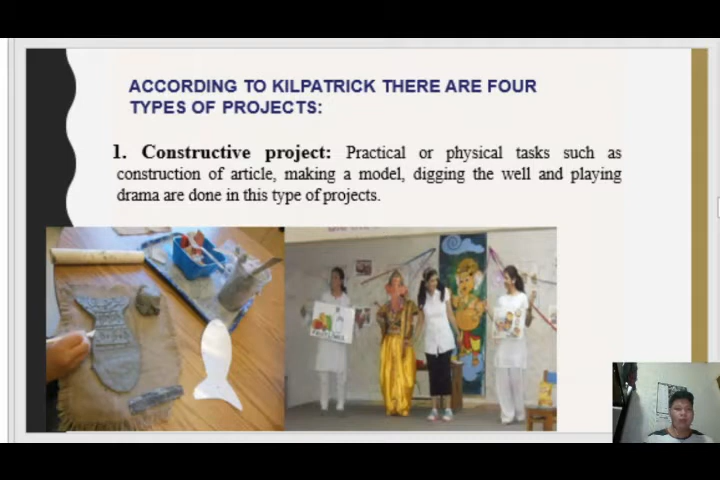 ACCORDING TO KILPATRICK THERE ARE FOUR
TYPES OF PROJECTS:
1. Constructive project: Practical or physical tasks such as
construction of article, making a model, digging the well and playing
drama are done in this type of projects.